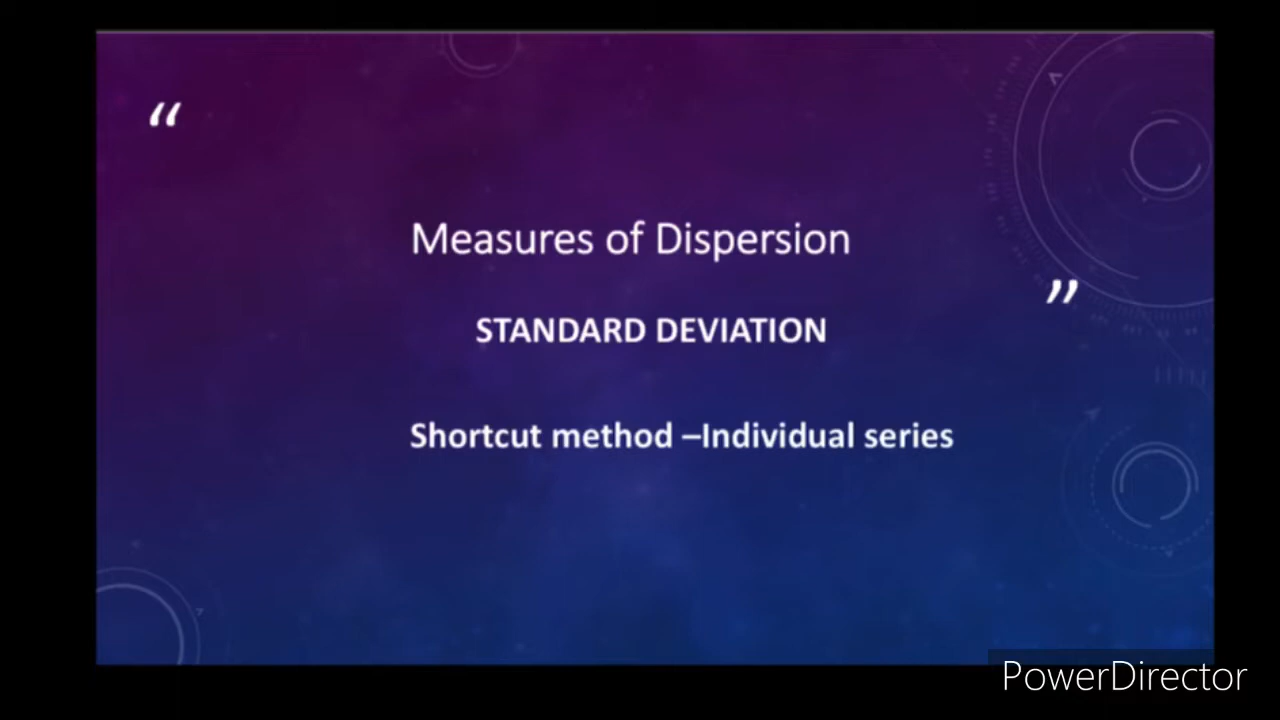 “
Measures of Dispersion
”
STANDARD DEVIATION
Shortcut method –Individual series
PowerDirector